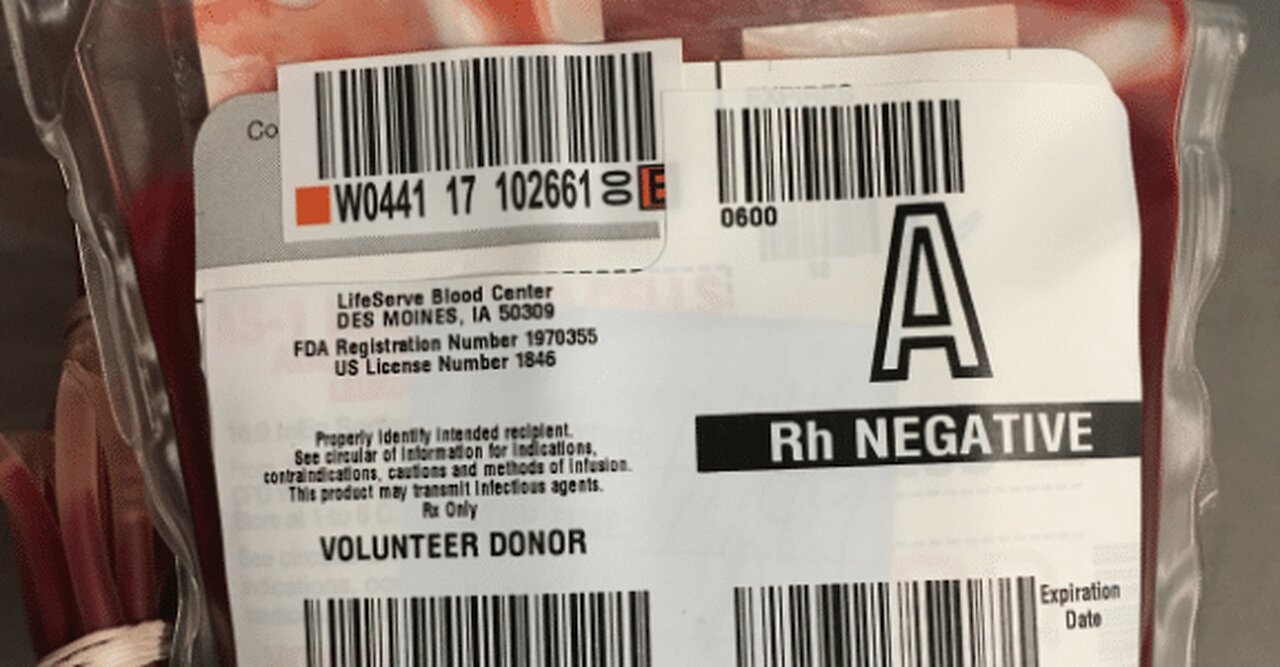 Co
W0441 17 102661 00 E
LifeServe Blood Center
DES MOINES, IA 50309
FDA Registration Number 1970355
US License Number 1846
Properly identify intended recipient.
See circular of information for indications,
contraindications, cautions and methods of infusion.
This product may transmit infectious agents.
Rx Only
VOLUNTEER DONOR
0600
A
Rh NEGATIVE
Expiration
Date